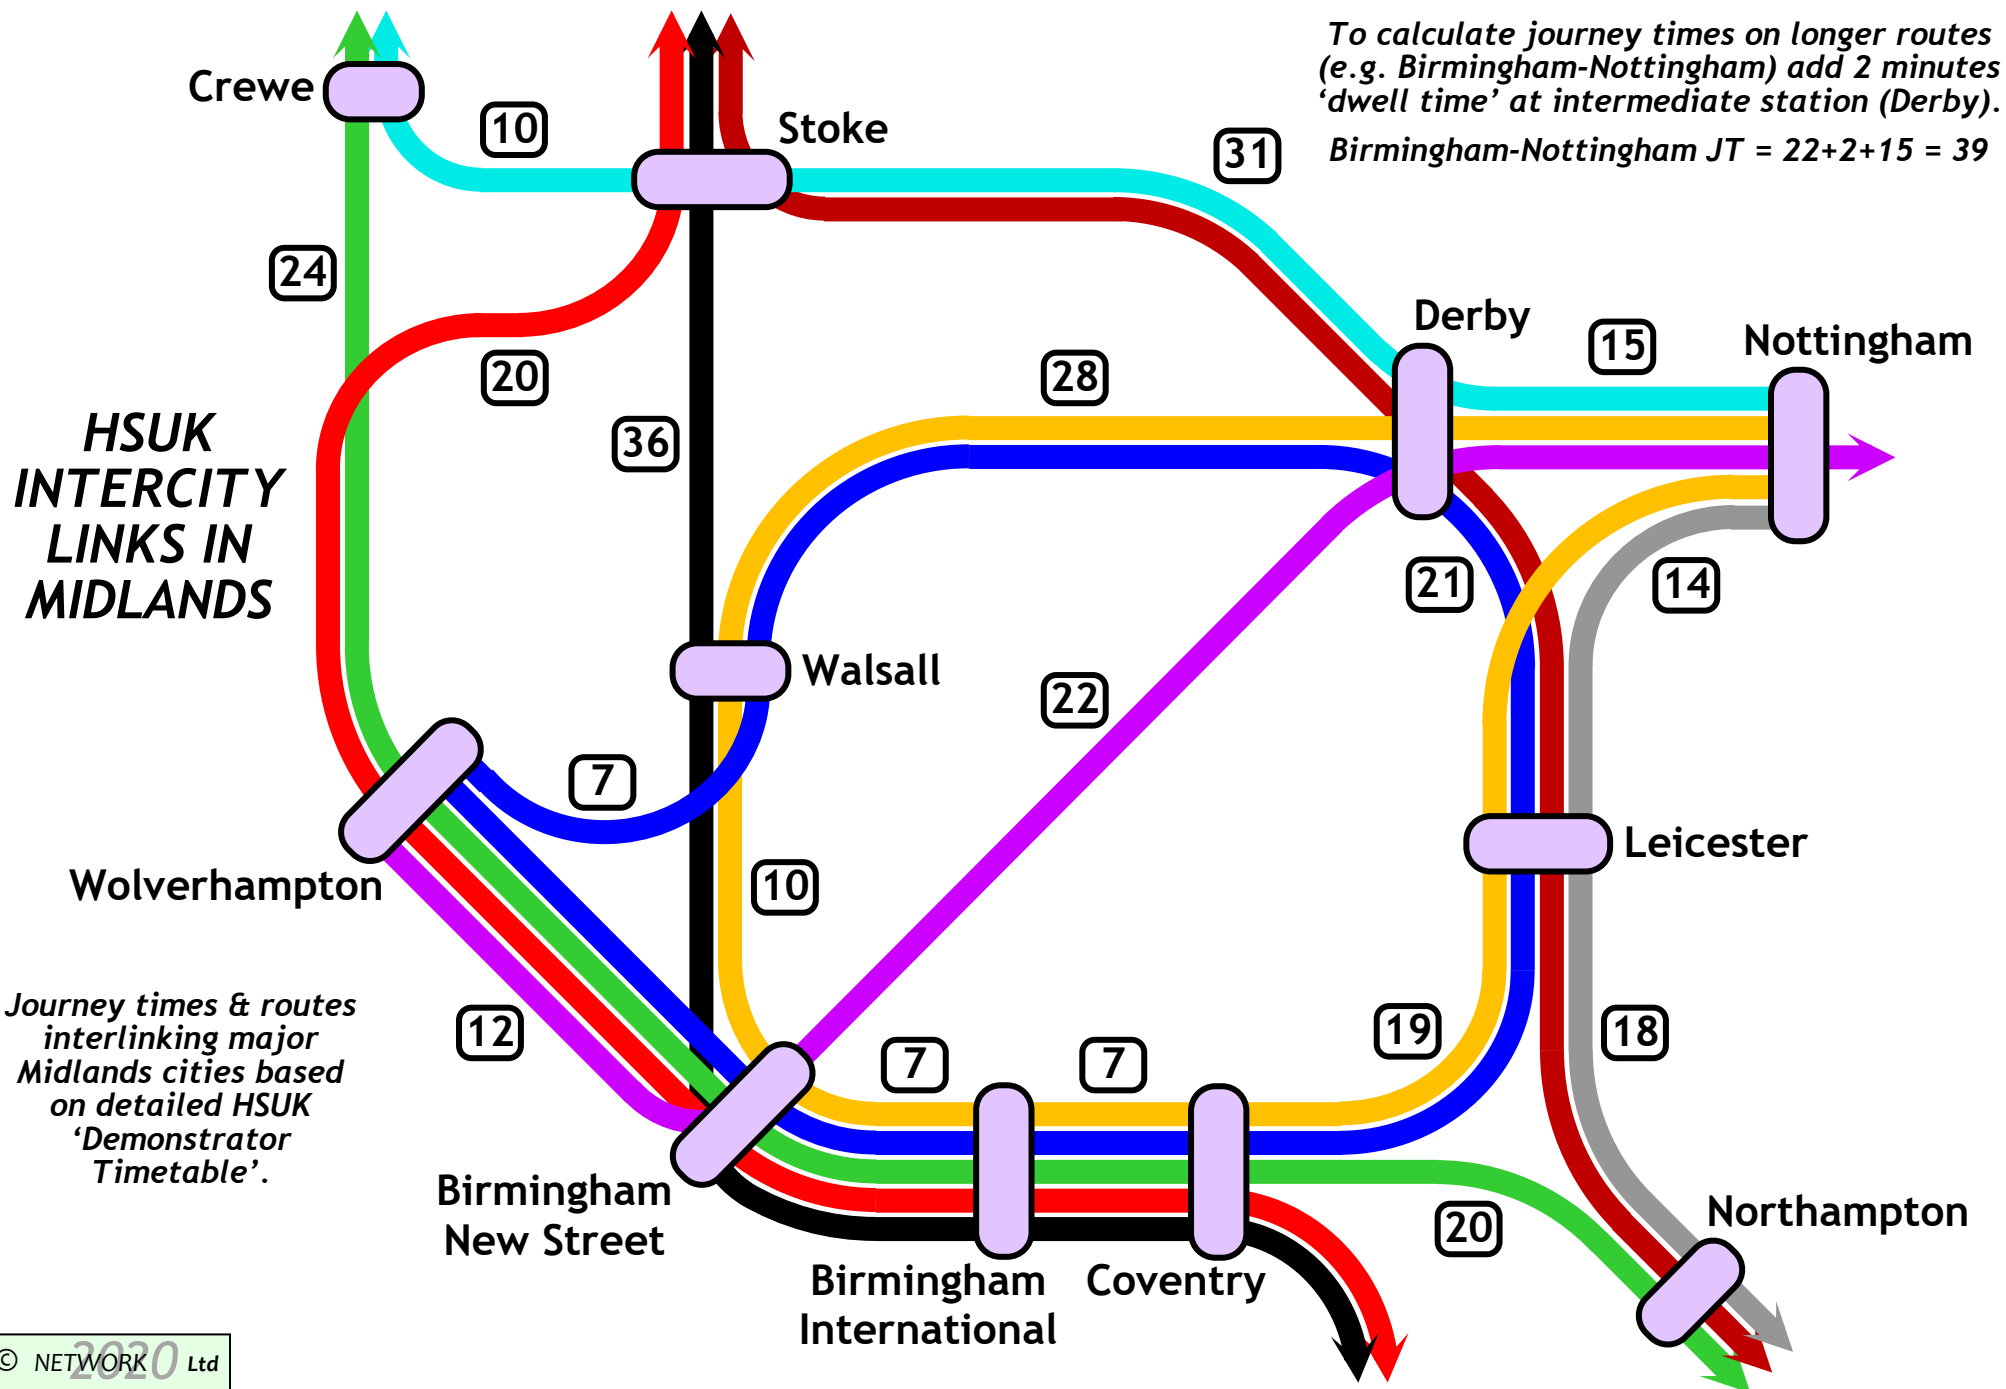 To calculate journey times on longer routes
(e.g. Birmingham-Nottingham) add 2 minutes
‘dwell time’ at intermediate station (Derby).
Birmingham-Nottingham JT = 22+2+15 = 39
Crewe
10
Stoke
31
24
Derby
15
Nottingham
20
28
36
HSUK
INTERCITY
LINKS IN
MIDLANDS
21
14
Walsall
22
7
Leicester
Wolverhampton
10
Journey times & routes
interlinking major
Midlands cities based
on detailed HSUK
‘Demonstrator
Timetable’.
12
7
7
19
18
Birmingham
New Street
Northampton
20
Birmingham
International
Coventry
© NETWORK 2020 Ltd